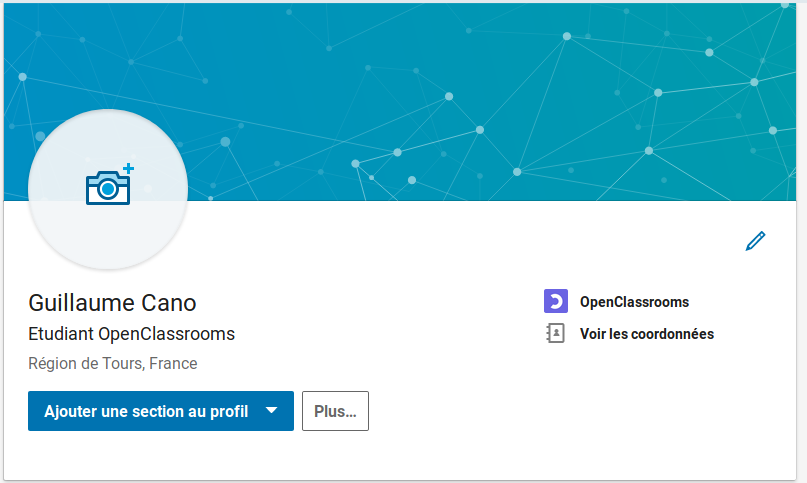 Guillaume Cano
Etudiant OpenClassrooms
Région de Tours, France
Ajouter une section au profil
Plus...
OpenClassrooms
Voir les coordonnées